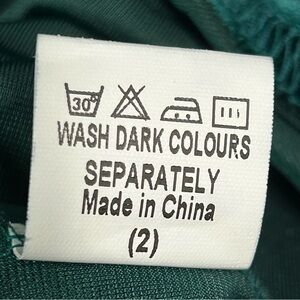 30°
WASH DARK COLOURS
SEPARATELY
Made in China
(2)